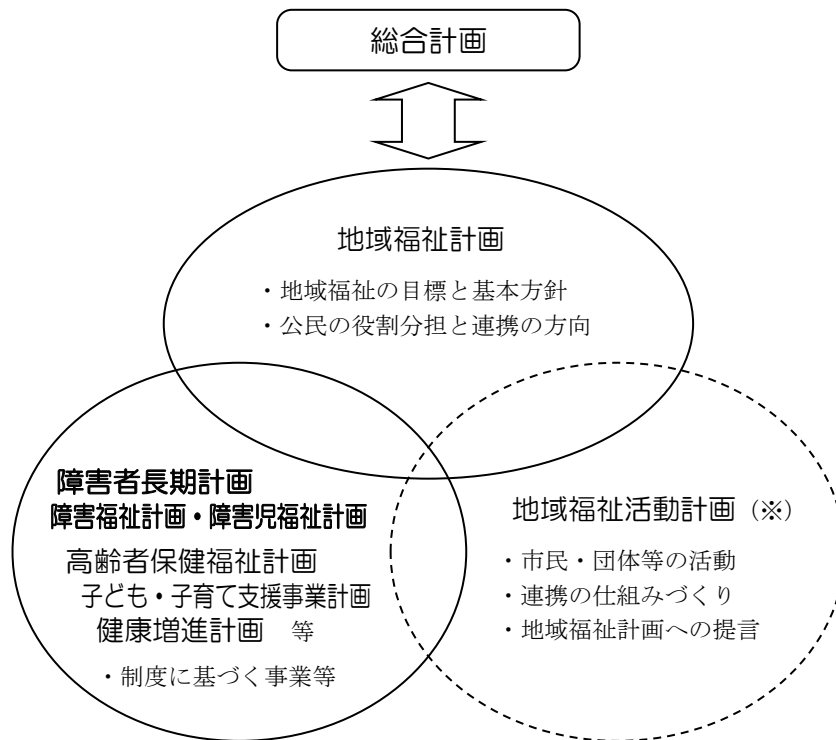 総合計画
地域福祉計画
・地域福祉の目標と基本方針
・公民の役割分担と連携の方向
障害者長期計画
障害福祉計画・障害児福祉計画
高齢者保健福祉計画
子ども・子育て支援事業計画
健康増進計画 等
・制度に基づく事業等
地域福祉活動計画（※）
・市民・団体等の活動
・連携の仕組みづくり
・地域福祉計画への提言